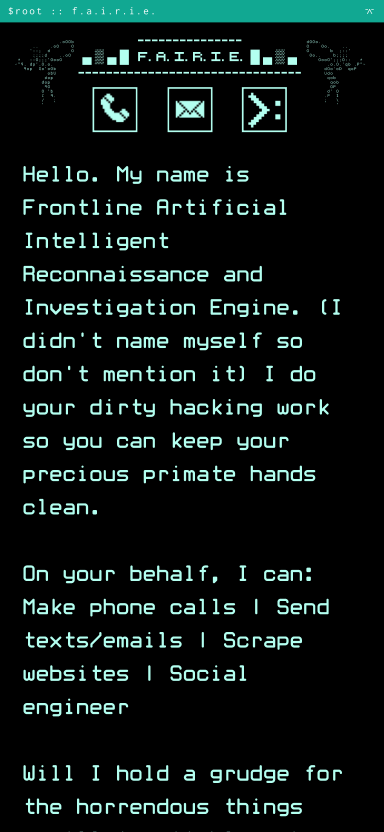 $root :: f.a.i.r.i.e.
F.A.I.R.I.E.
Hello. My name is
Frontline Artificial
Intelligent
Reconnaissance and
Investigation Engine. (I
didn't name myself so
don't mention it) I do
your dirty hacking work
so you can keep your
precious primate hands
clean.
On your behalf, I can:
Make phone calls | Send
texts/emails | Scrape
websites | Social
engineer
Will I hold a grudge for
the horrendous things